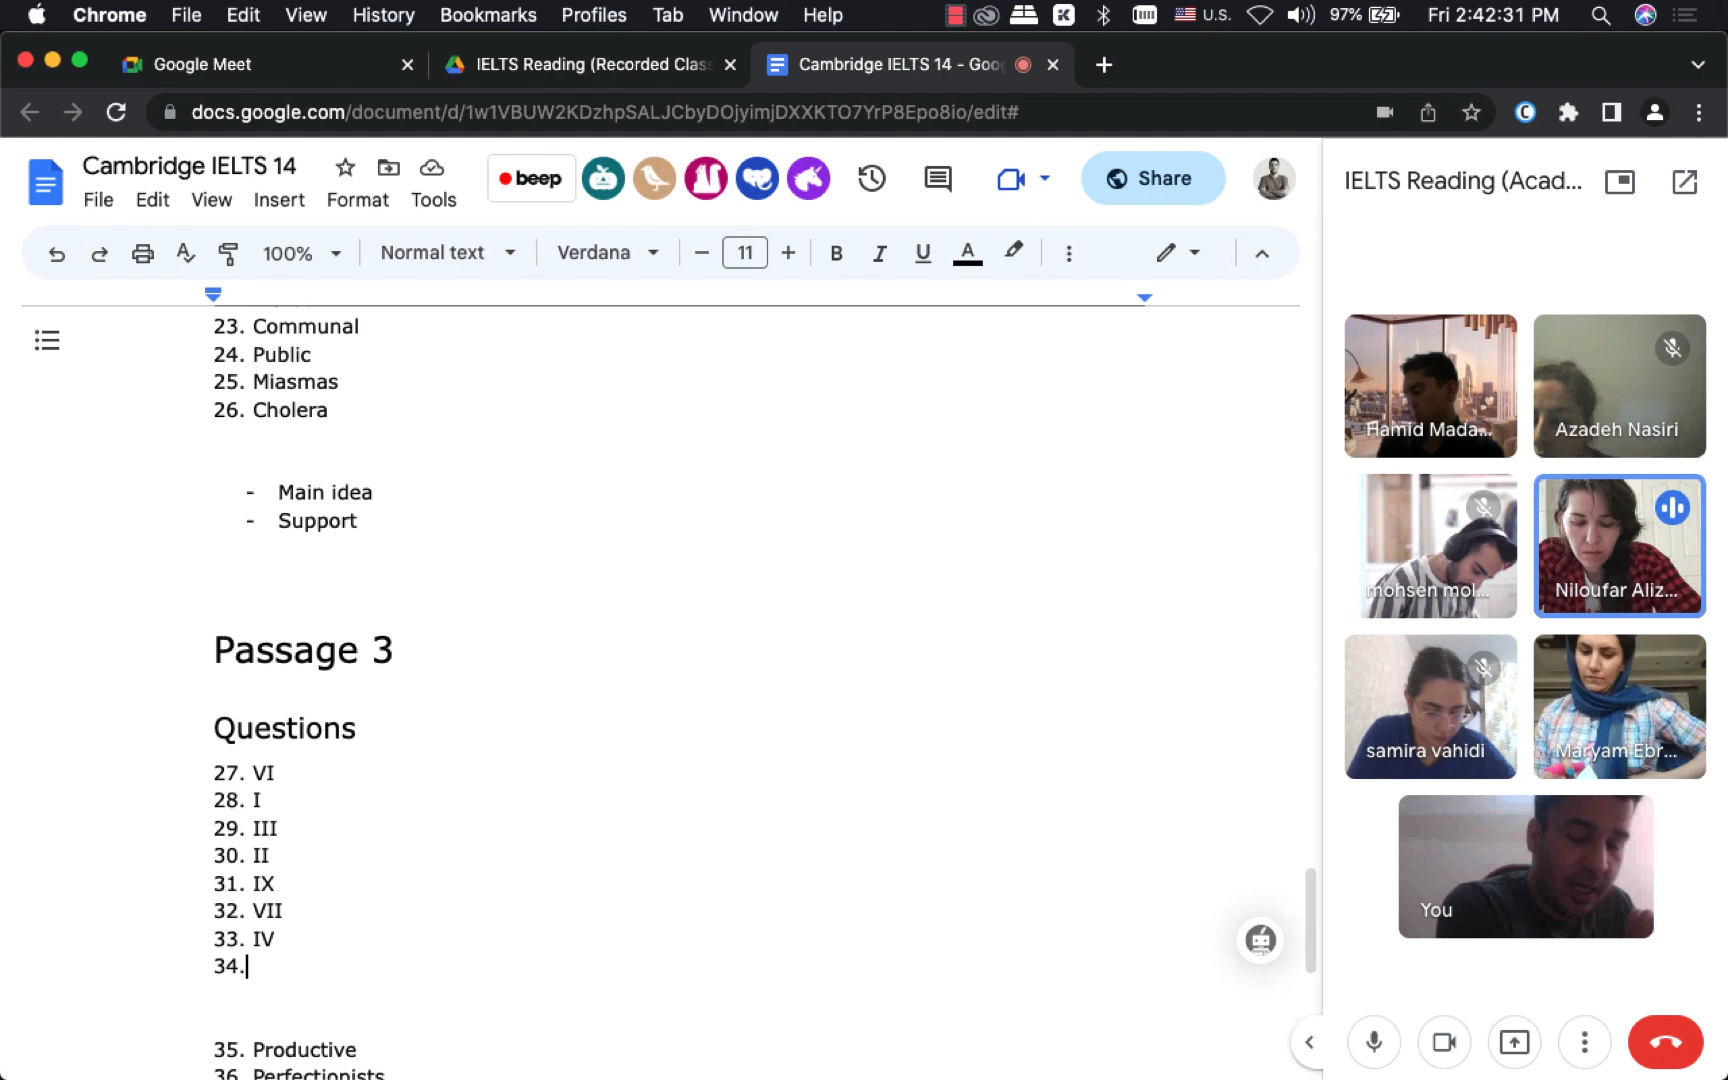 Chrome File Edit View History Bookmarks Profiles Tab Window Help U.S. 97% Fri 2:42:31 PM
Google Meet IELTS Reading (Recorded Clas Cambridge IELTS 14 - Goo
docs.google.com/document/d/1w1VBUW2KDzhpSALJCbyDOjyimjDXXKTO7YrP8Epo8io/edit#
Cambridge IELTS 14
File Edit View Insert Format Tools
beep
Share
IELTS Reading (Acad...
100% Normal text Verdana 11 B I U A
23. Communal
24. Public
25. Miasmas
26. Cholera
- Main idea
- Support
Passage 3
Questions
27. VI
28. I
29. III
30. II
31. IX
32. VII
33. IV
34.
35. Productive
36. Perfectionists
Hamid Mada...
Azadeh Nasiri
mohsen mol...
Niloufar Aliz...
samira vahidi
Maryam Ebr...
You